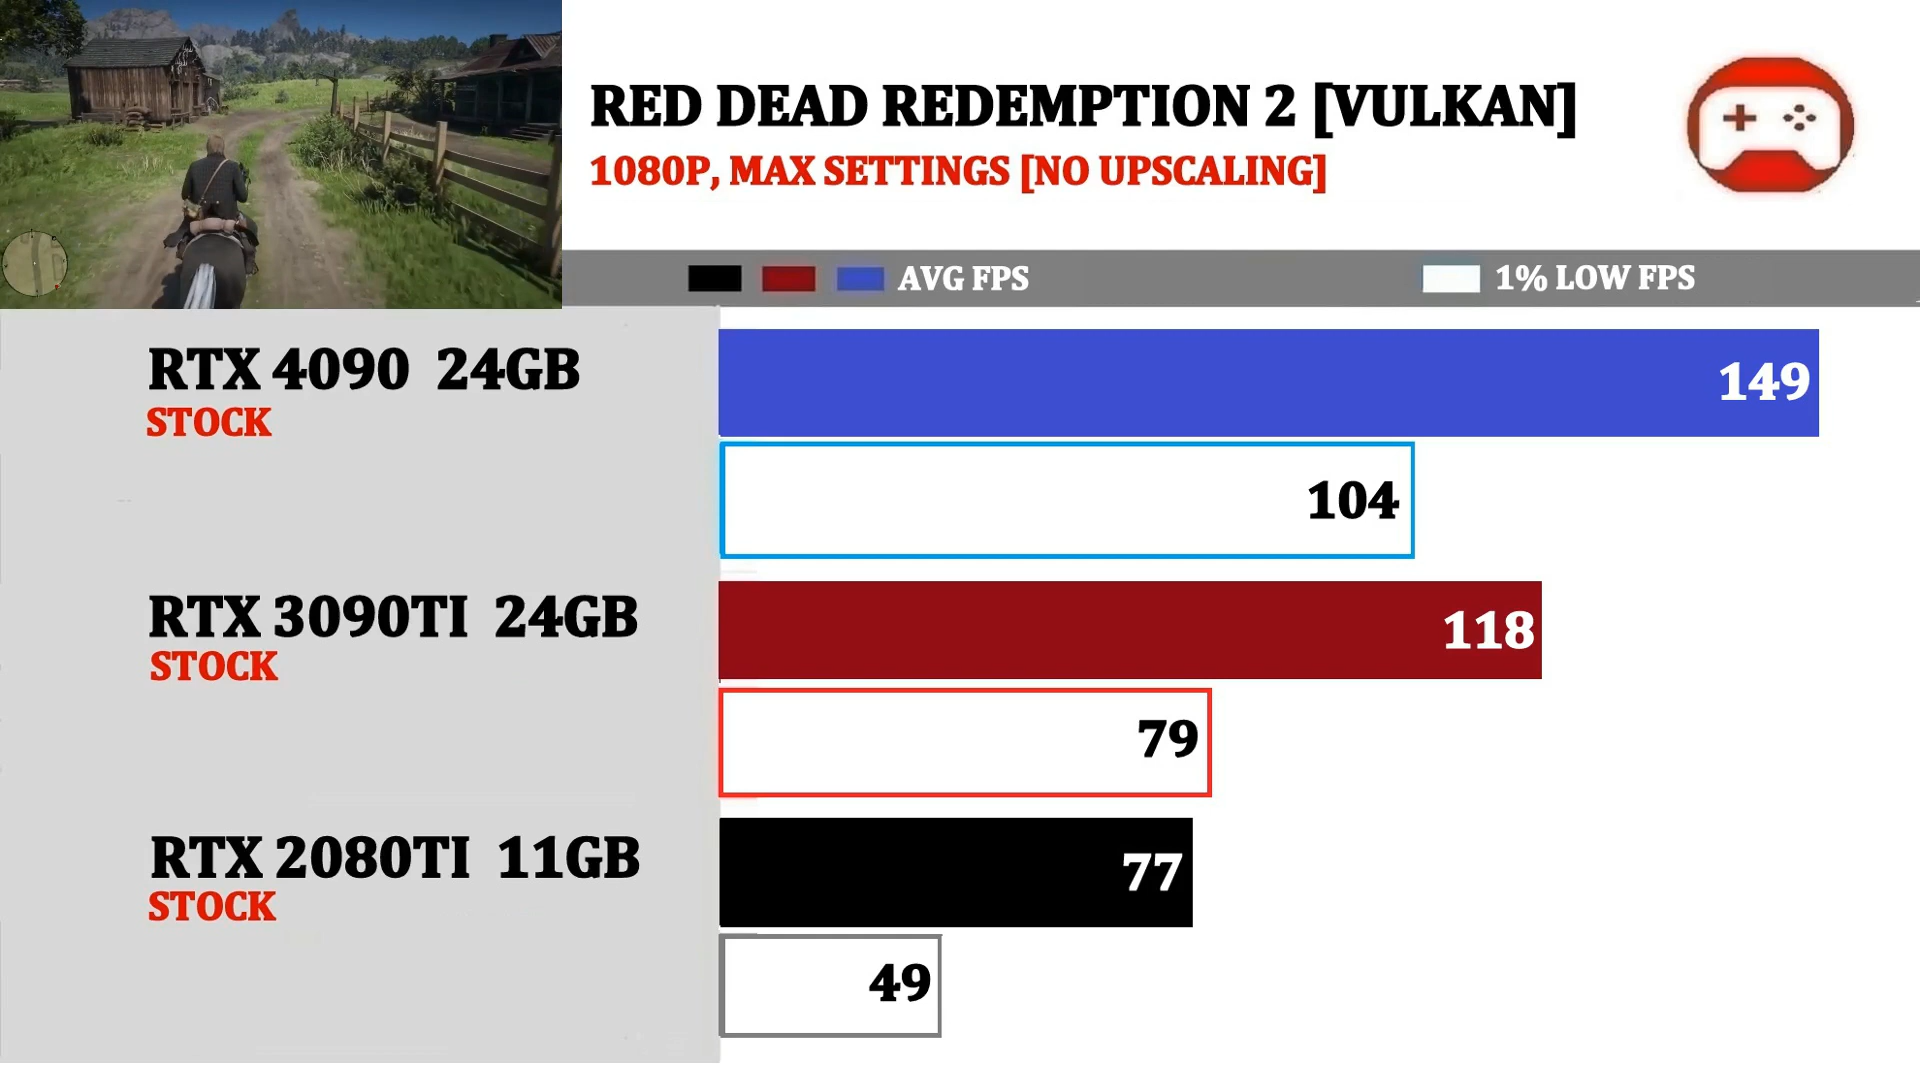 RED DEAD REDEMPTION 2 [VULKAN]
1080P, MAX SETTINGS [NO UPSCALING]
AVG FPS
1% LOW FPS
RTX 4090 24GB
STOCK
149
104
RTX 3090TI 24GB
STOCK
118
79
RTX 2080TI 11GB
STOCK
77
49